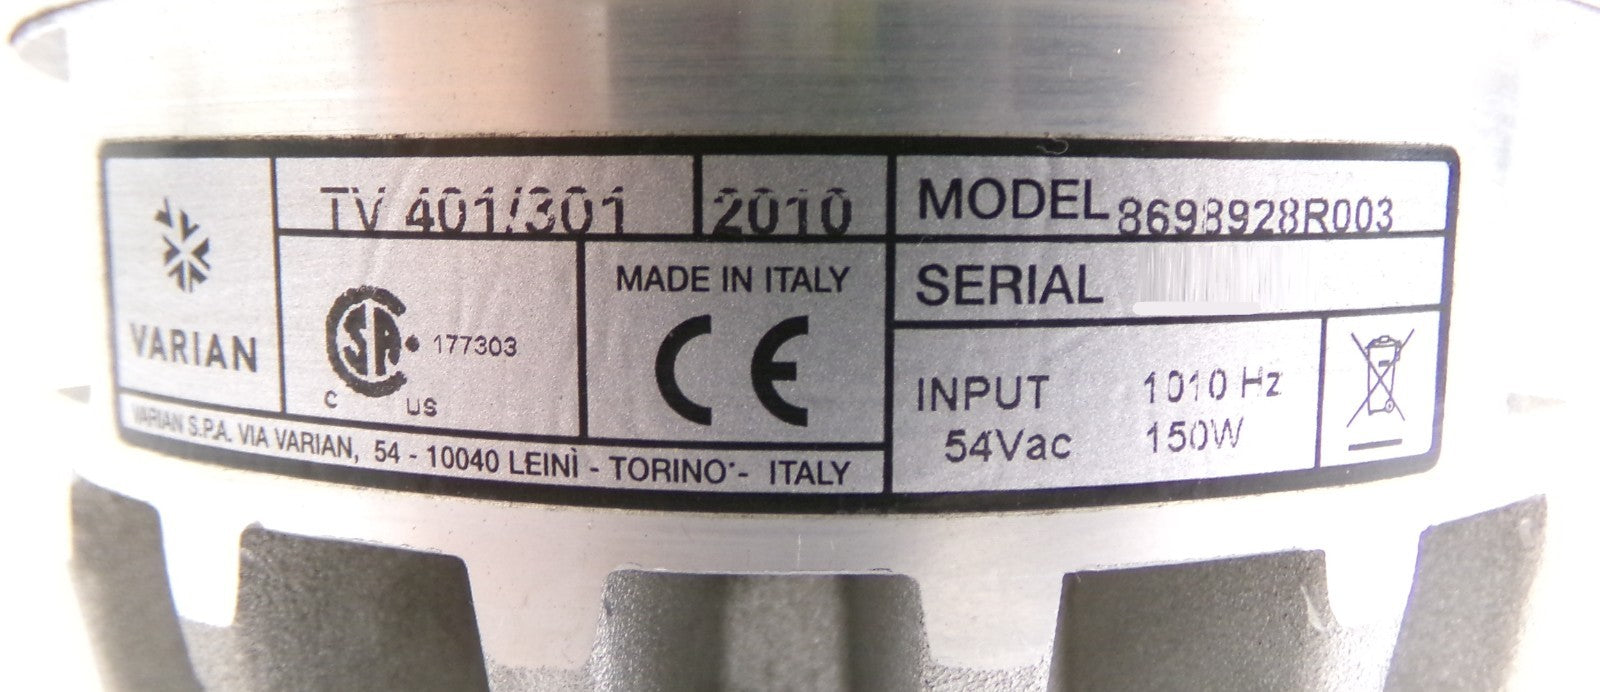 TV 401/301
2010
MODEL 8698928R003
VARIAN
CSA 177303
C US
MADE IN ITALY
CE
SERIAL
INPUT 1010 Hz
54Vac 150W
VARIAN S.P.A. VIA VARIAN, 54 - 10040 LEINÌ - TORINO - ITALY